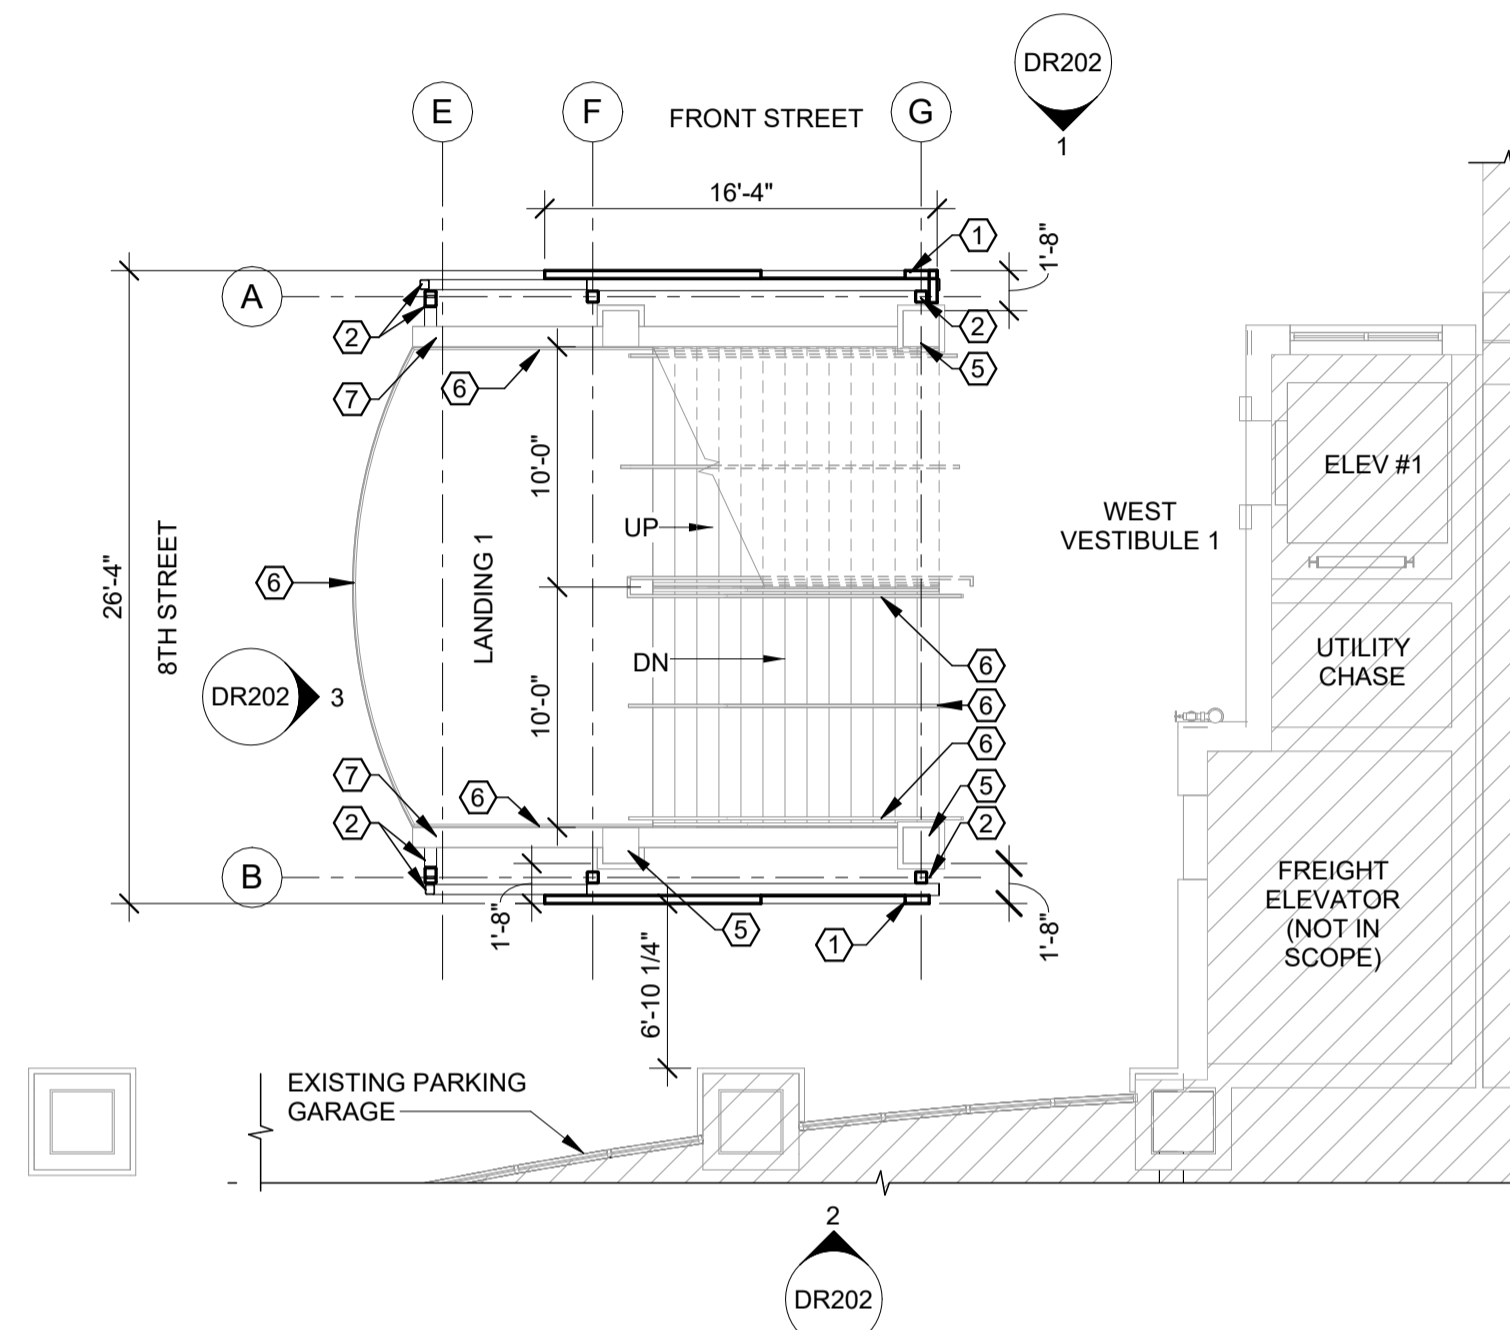 DR202
1
E
F
FRONT STREET
G
16'-4"
1
1'-8"
A
2
2
5
7
6
10'-0"
ELEV #1
UP
WEST
VESTIBULE 1
26'-4"
8TH STREET
6
LANDING 1
DN
6
UTILITY
CHASE
DR202
3
10'-0"
6
6
7
6
5
2
2
B
FREIGHT
ELEVATOR
(NOT IN
SCOPE)
1'-8"
5
1
1'-8"
6'-10 1/4"
EXISTING PARKING
GARAGE
2
DR202